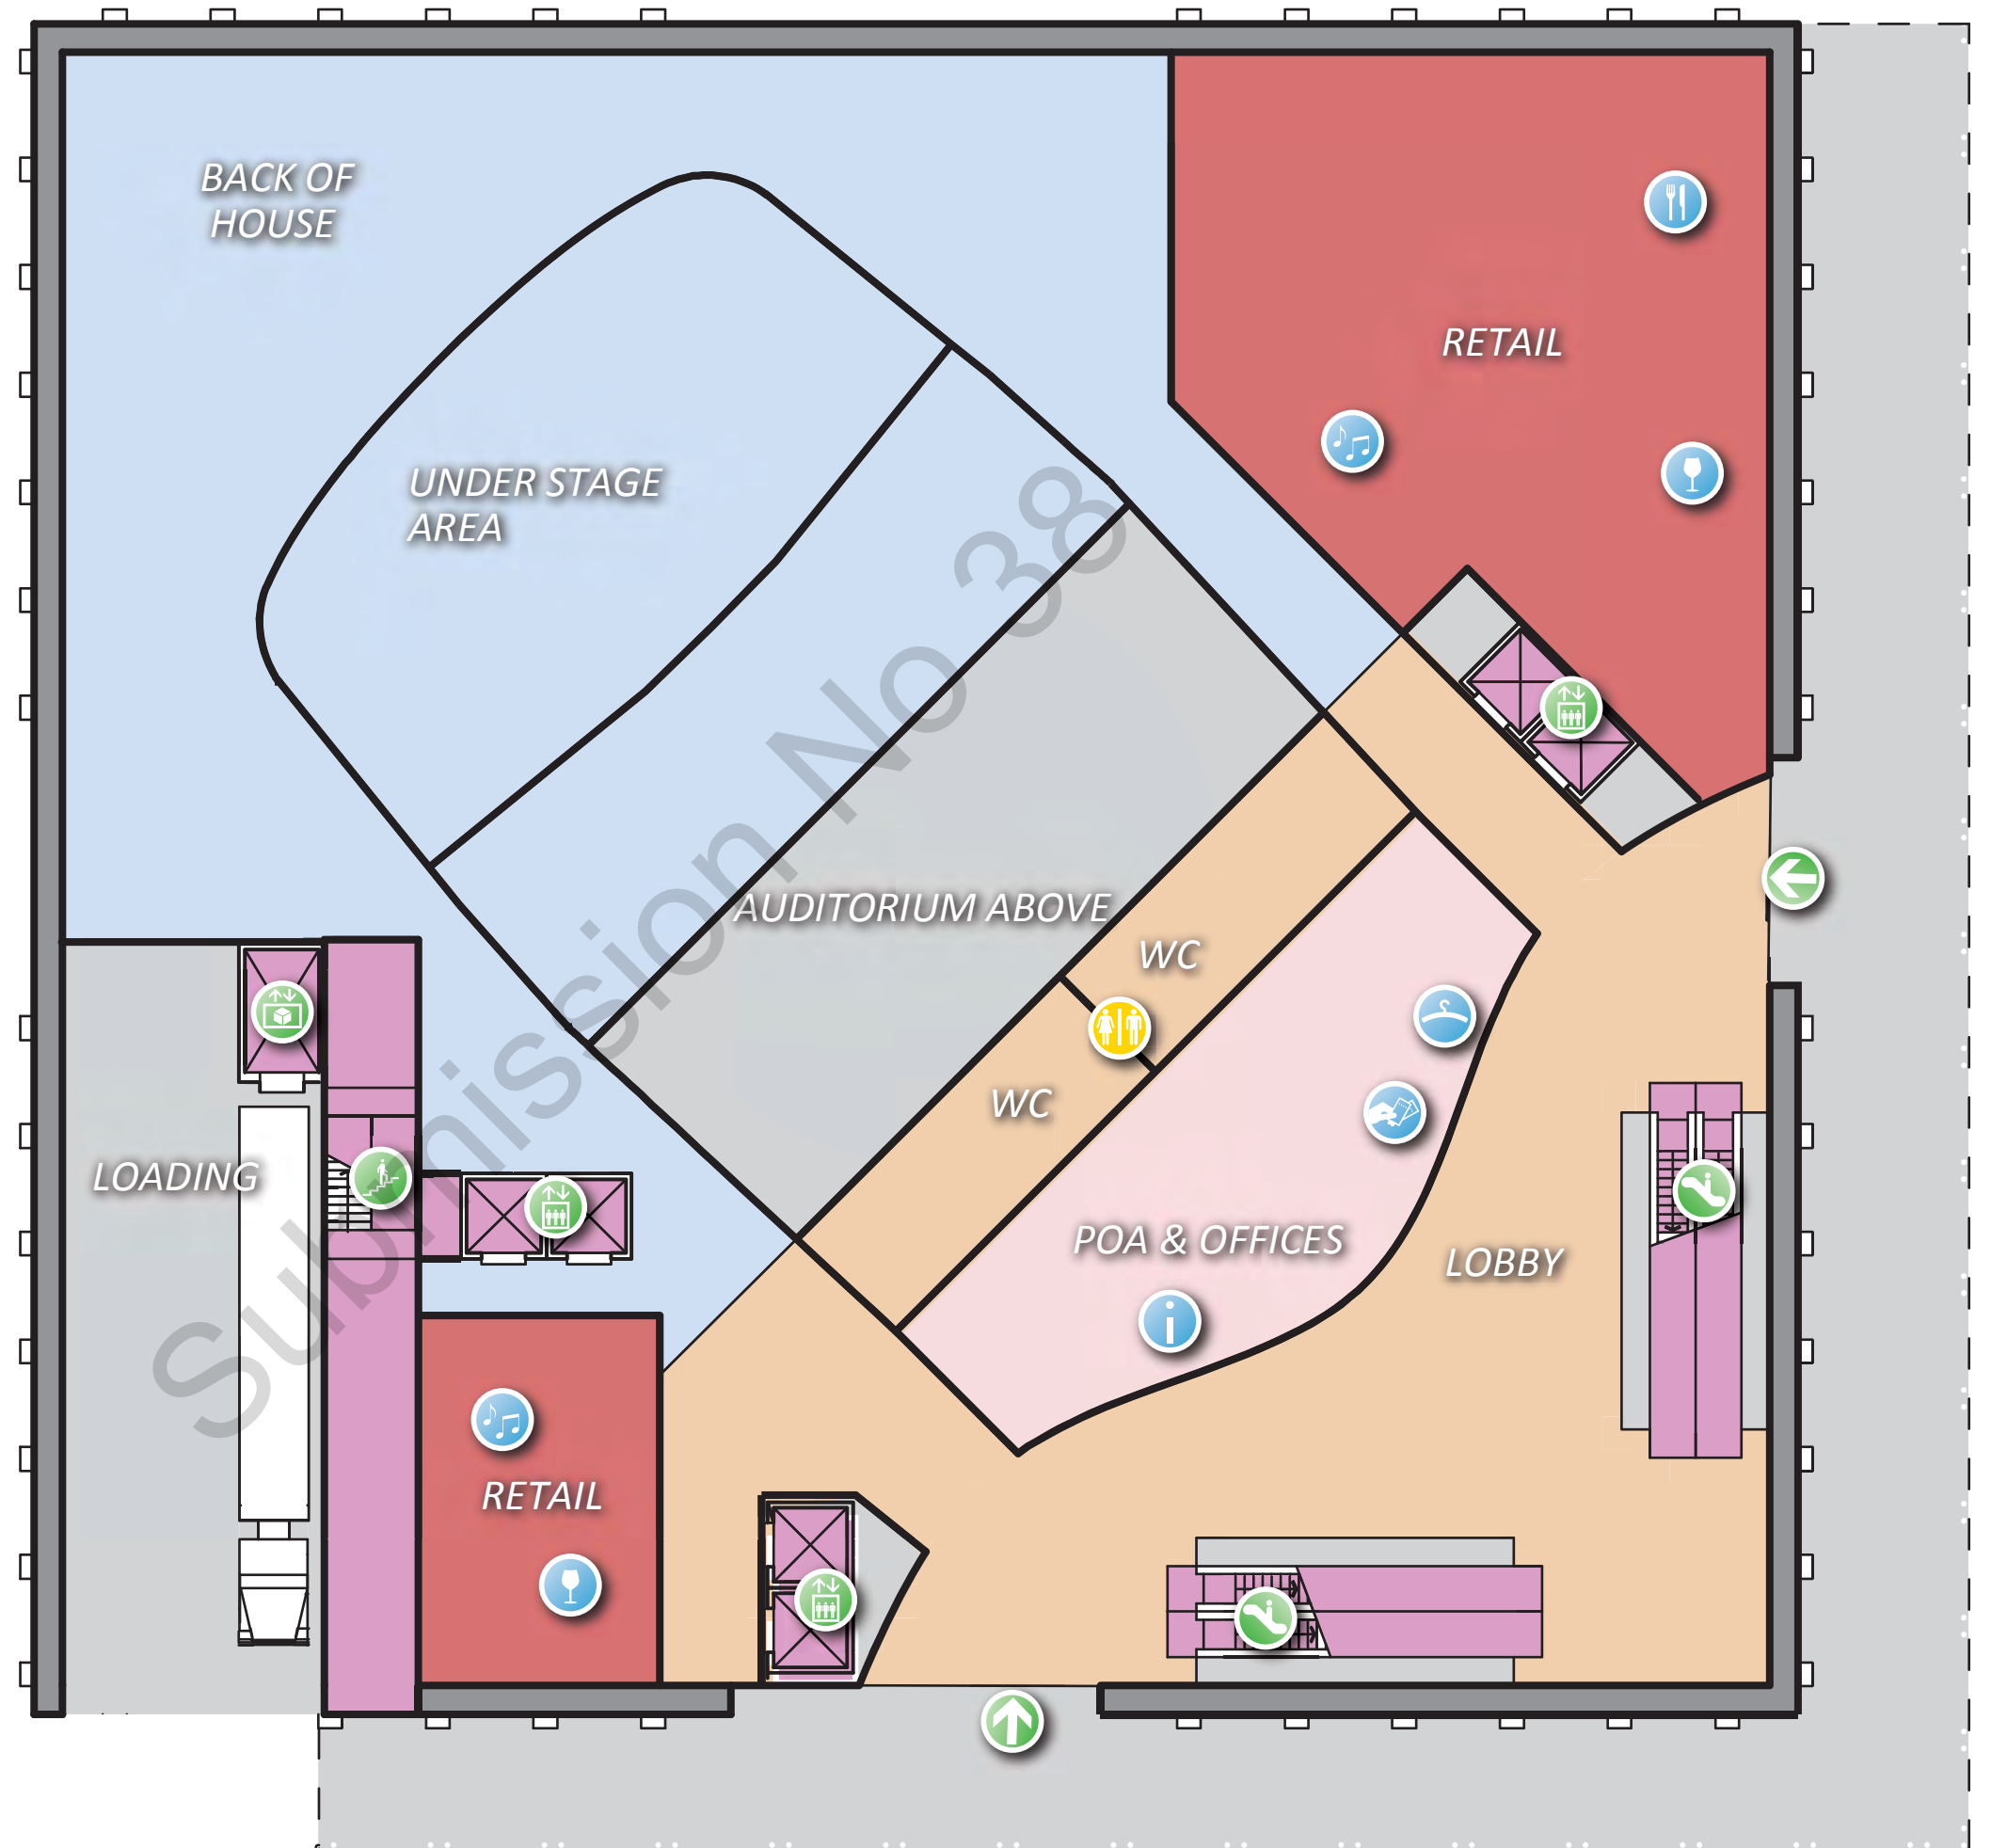 BACK OF
HOUSE
RETAIL
UNDER STAGE
AREA
AUDITORIUM ABOVE
WC
WC
LOADING
POA & OFFICES
LOBBY
RETAIL
Submission No 38